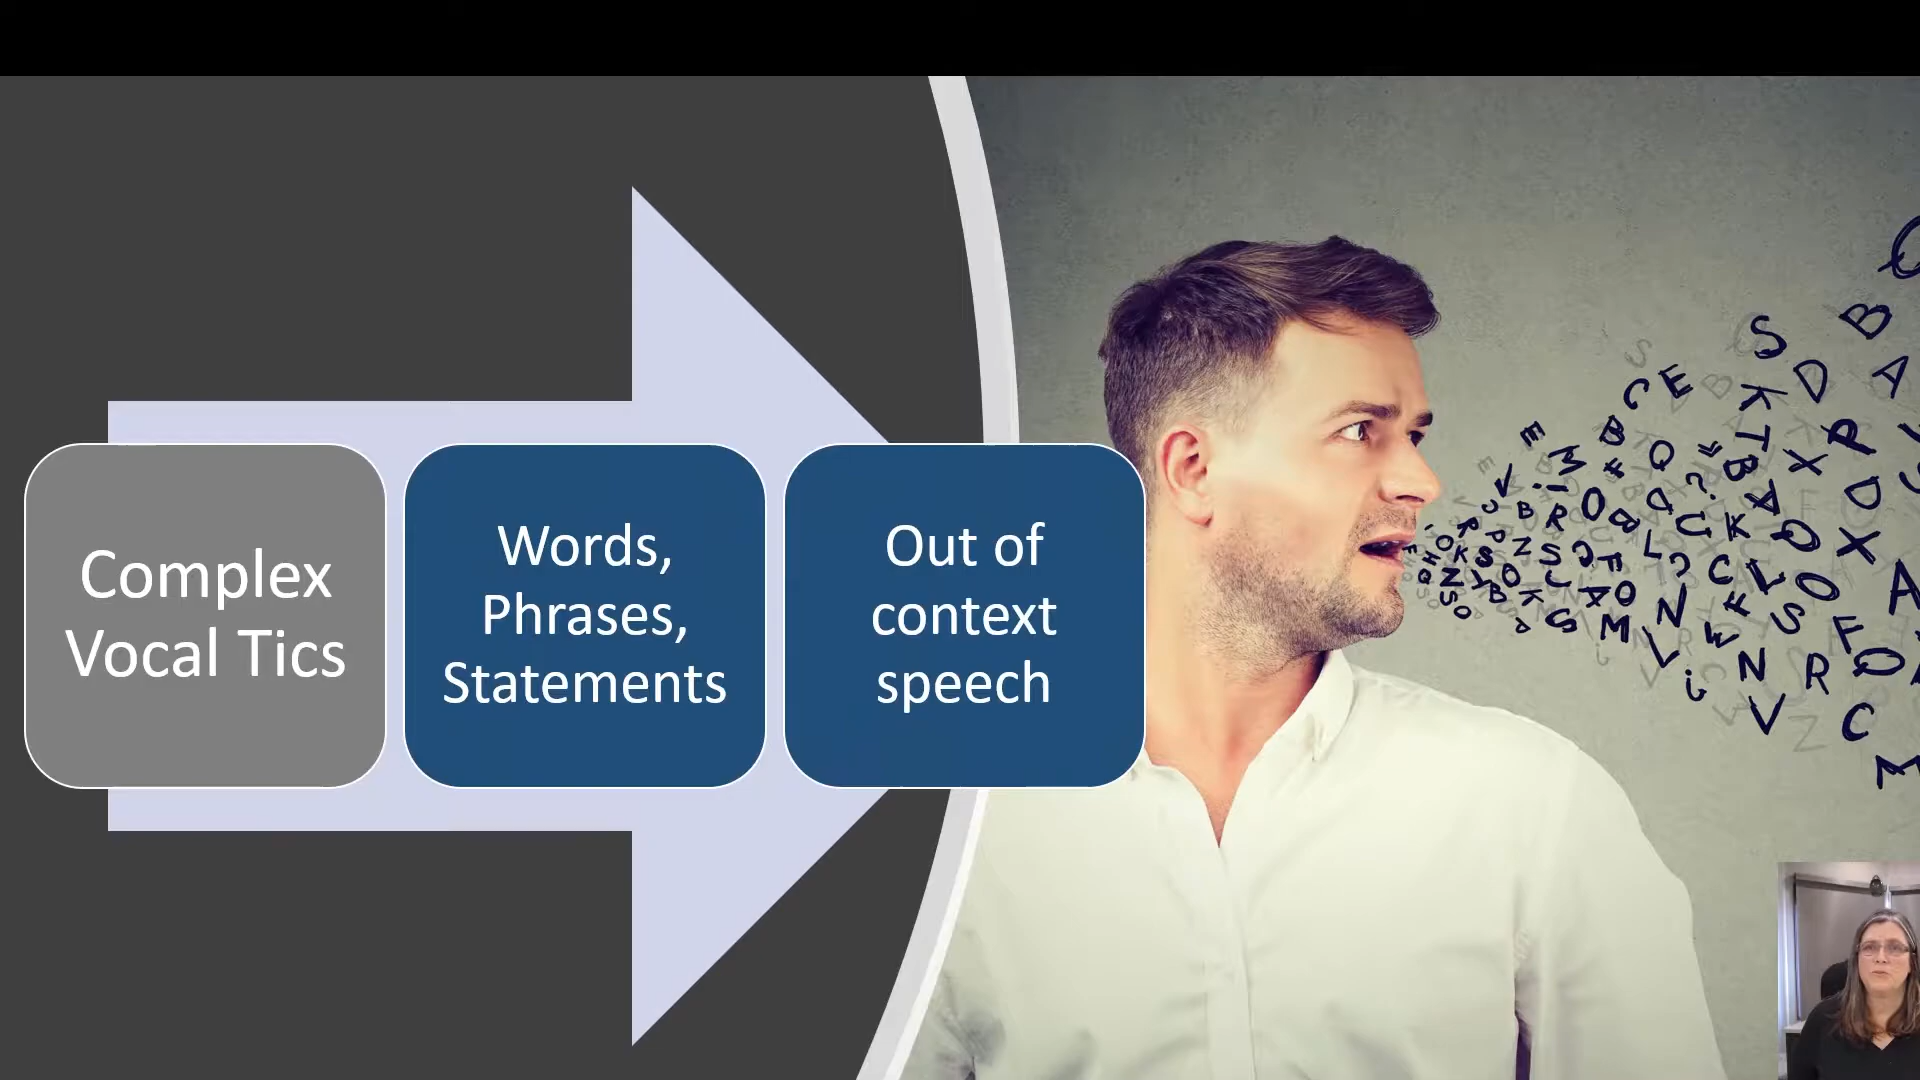 Complex
Vocal Tics
Words,
Phrases,
Statements
Out of
context
speech